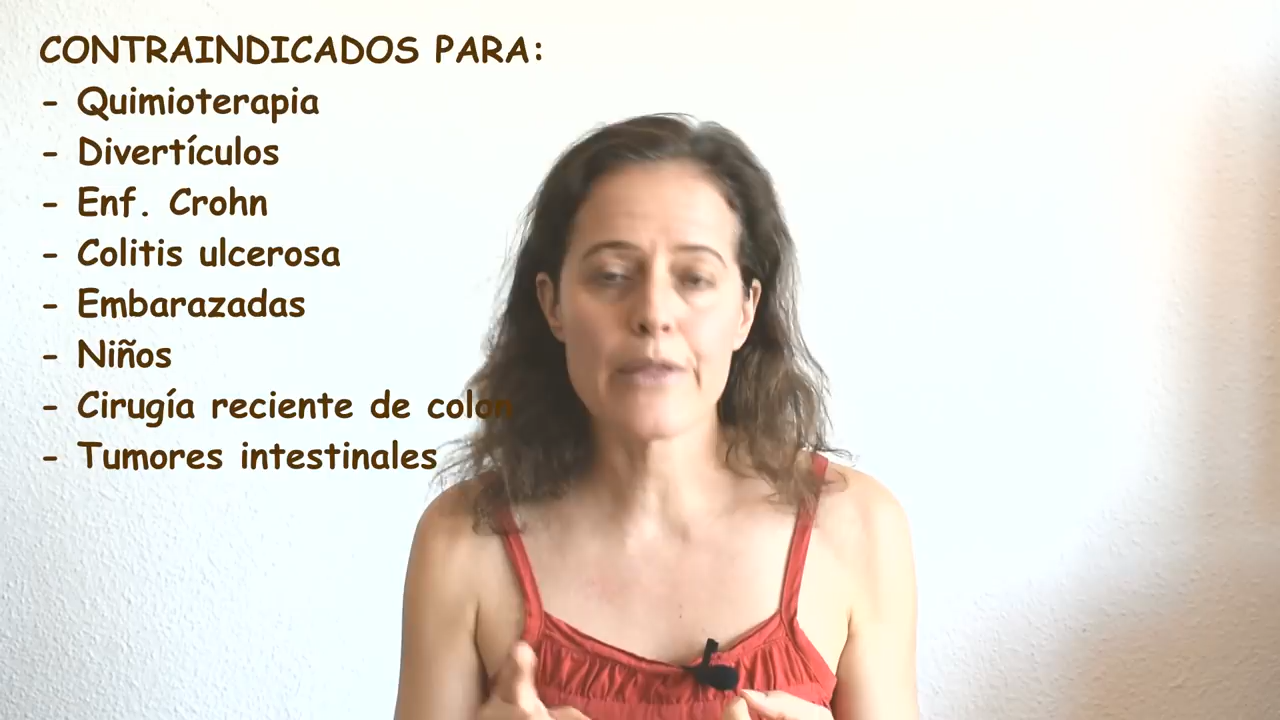 CONTRAINDICADOS PARA:
- Quimioterapia
- Divertículos
- Enf. Crohn
- Colitis ulcerosa
- Embarazadas
- Niños
- Cirugía reciente de colon
- Tumores intestinales